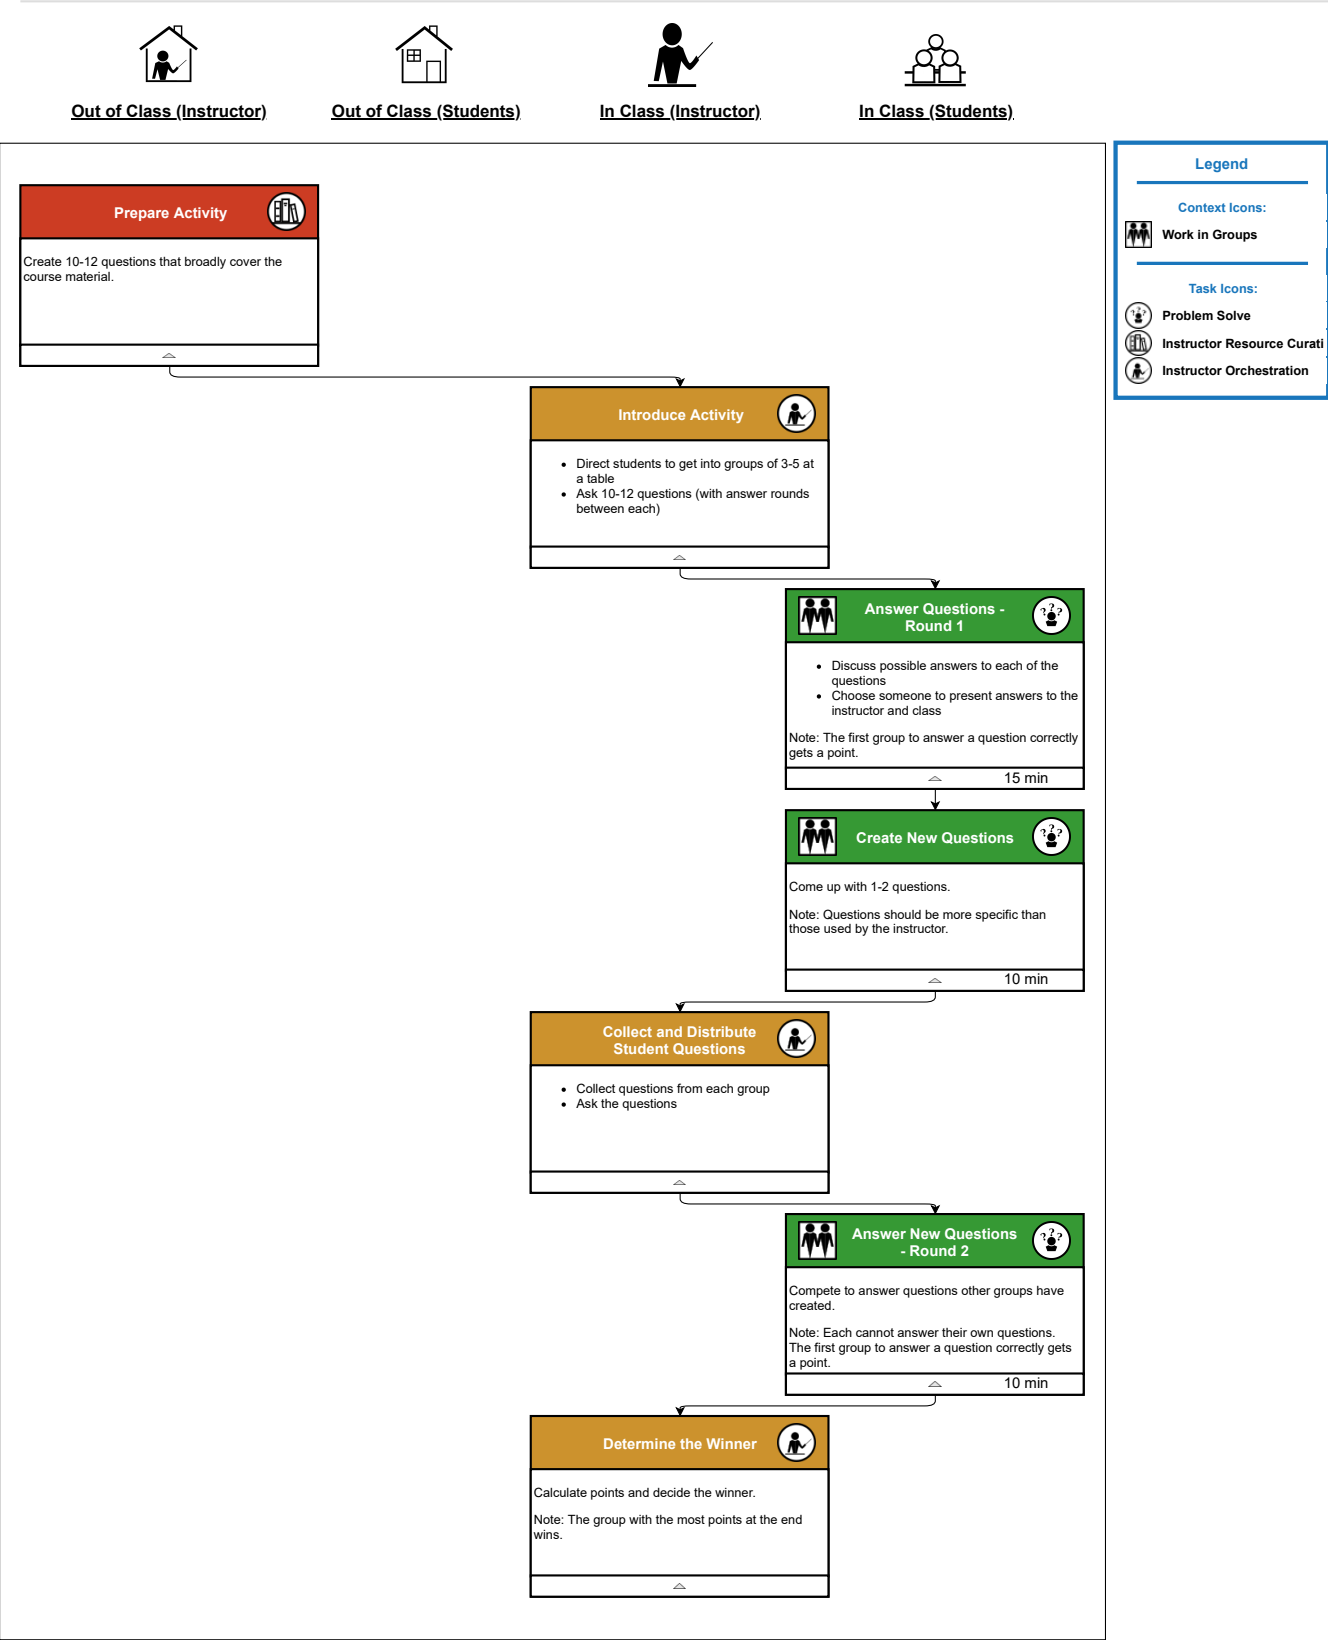 Out of Class (Instructor)
Out of Class (Students)
In Class (Instructor)
In Class (Students)
Legend
Context Icons:
Work in Groups
Task Icons:
Problem Solve
Instructor Resource Curati
Instructor Orchestration
Prepare Activity
Create 10-12 questions that broadly cover the
course material.
Introduce Activity
• Direct students to get into groups of 3-5 at
a table
• Ask 10-12 questions (with answer rounds
between each)
Answer Questions -
Round 1
• Discuss possible answers to each of the
questions
• Choose someone to present answers to the
instructor and class
Note: The first group to answer a question correctly
gets a point.
15 min
Create New Questions
Come up with 1-2 questions.
Note: Questions should be more specific than
those used by the instructor.
10 min
Collect and Distribute
Student Questions
• Collect questions from each group
• Ask the questions
Answer New Questions
- Round 2
Compete to answer questions other groups have
created.
Note: Each cannot answer their own questions.
The first group to answer a question correctly gets
a point.
10 min
Determine the Winner
Calculate points and decide the winner.
Note: The group with the most points at the end
wins.